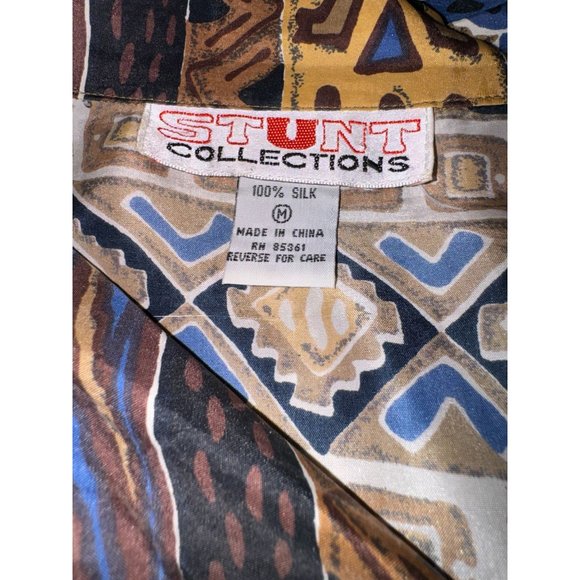 STUNT
COLLECTIONS
100% SILK
M
MADE IN CHINA
RN 85361
REVERSE FOR CARE